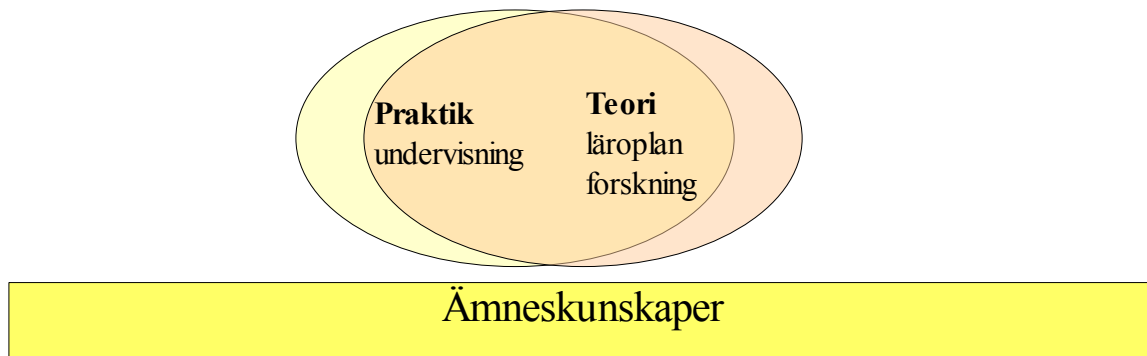 Praktik
undervisning
Teori
läroplan
forskning
Ämneskunskaper